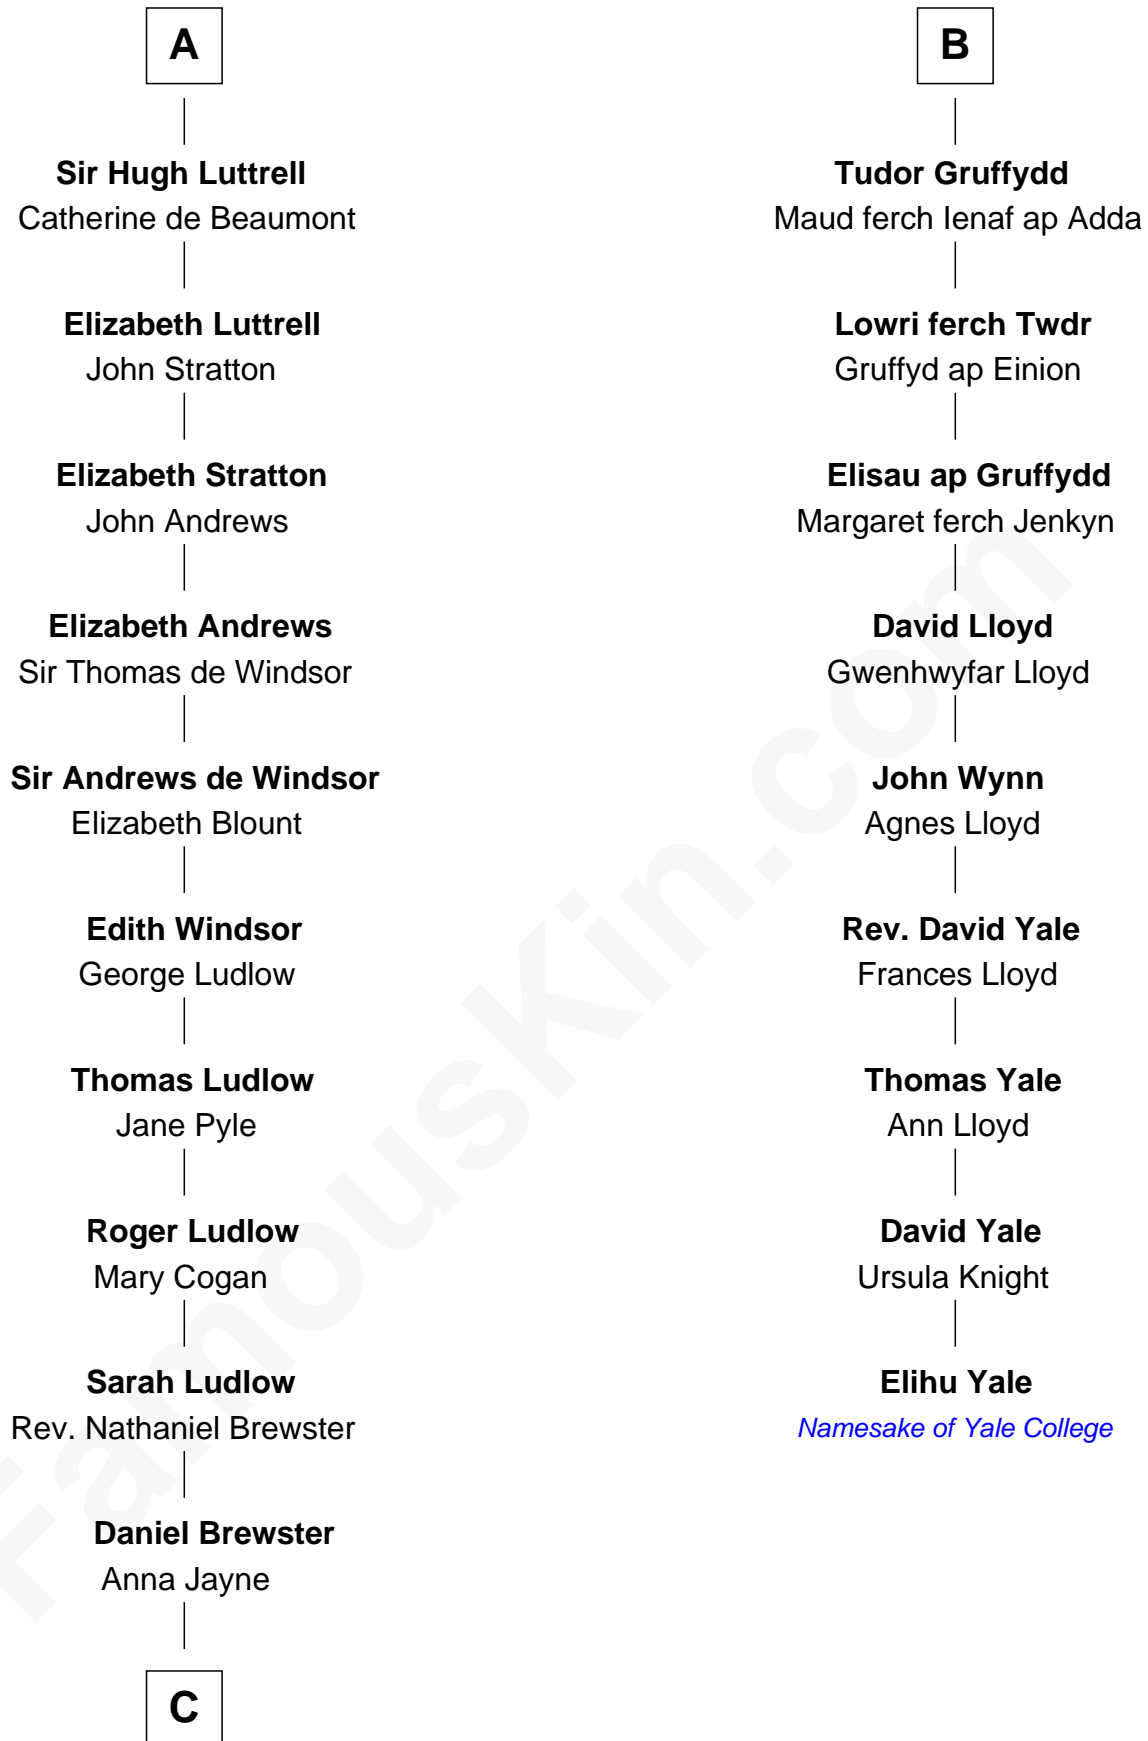 A
Sir Hugh Luttrell
Catherine de Beaumont
Elizabeth Luttrell
John Stratton
Elizabeth Stratton
John Andrews
Elizabeth Andrews
Sir Thomas de Windsor
Sir Andrews de Windsor
Elizabeth Blount
Edith Windsor
George Ludlow
Thomas Ludlow
Jane Pyle
Roger Ludlow
Mary Cogan
Sarah Ludlow
Rev. Nathaniel Brewster
Daniel Brewster
Anna Jayne
C
B
Tudor Gruffydd
Maud ferch Ienaf ap Adda
Lowri ferch Twdr
Gruffyd ap Einion
Elisau ap Gruffydd
Margaret ferch Jenkyn
David Lloyd
Gwenhwyfar Lloyd
John Wynn
Agnes Lloyd
Rev. David Yale
Frances Lloyd
Thomas Yale
Ann Lloyd
David Yale
Ursula Knight
Elihu Yale
Namesake of Yale College
FamousKin.com